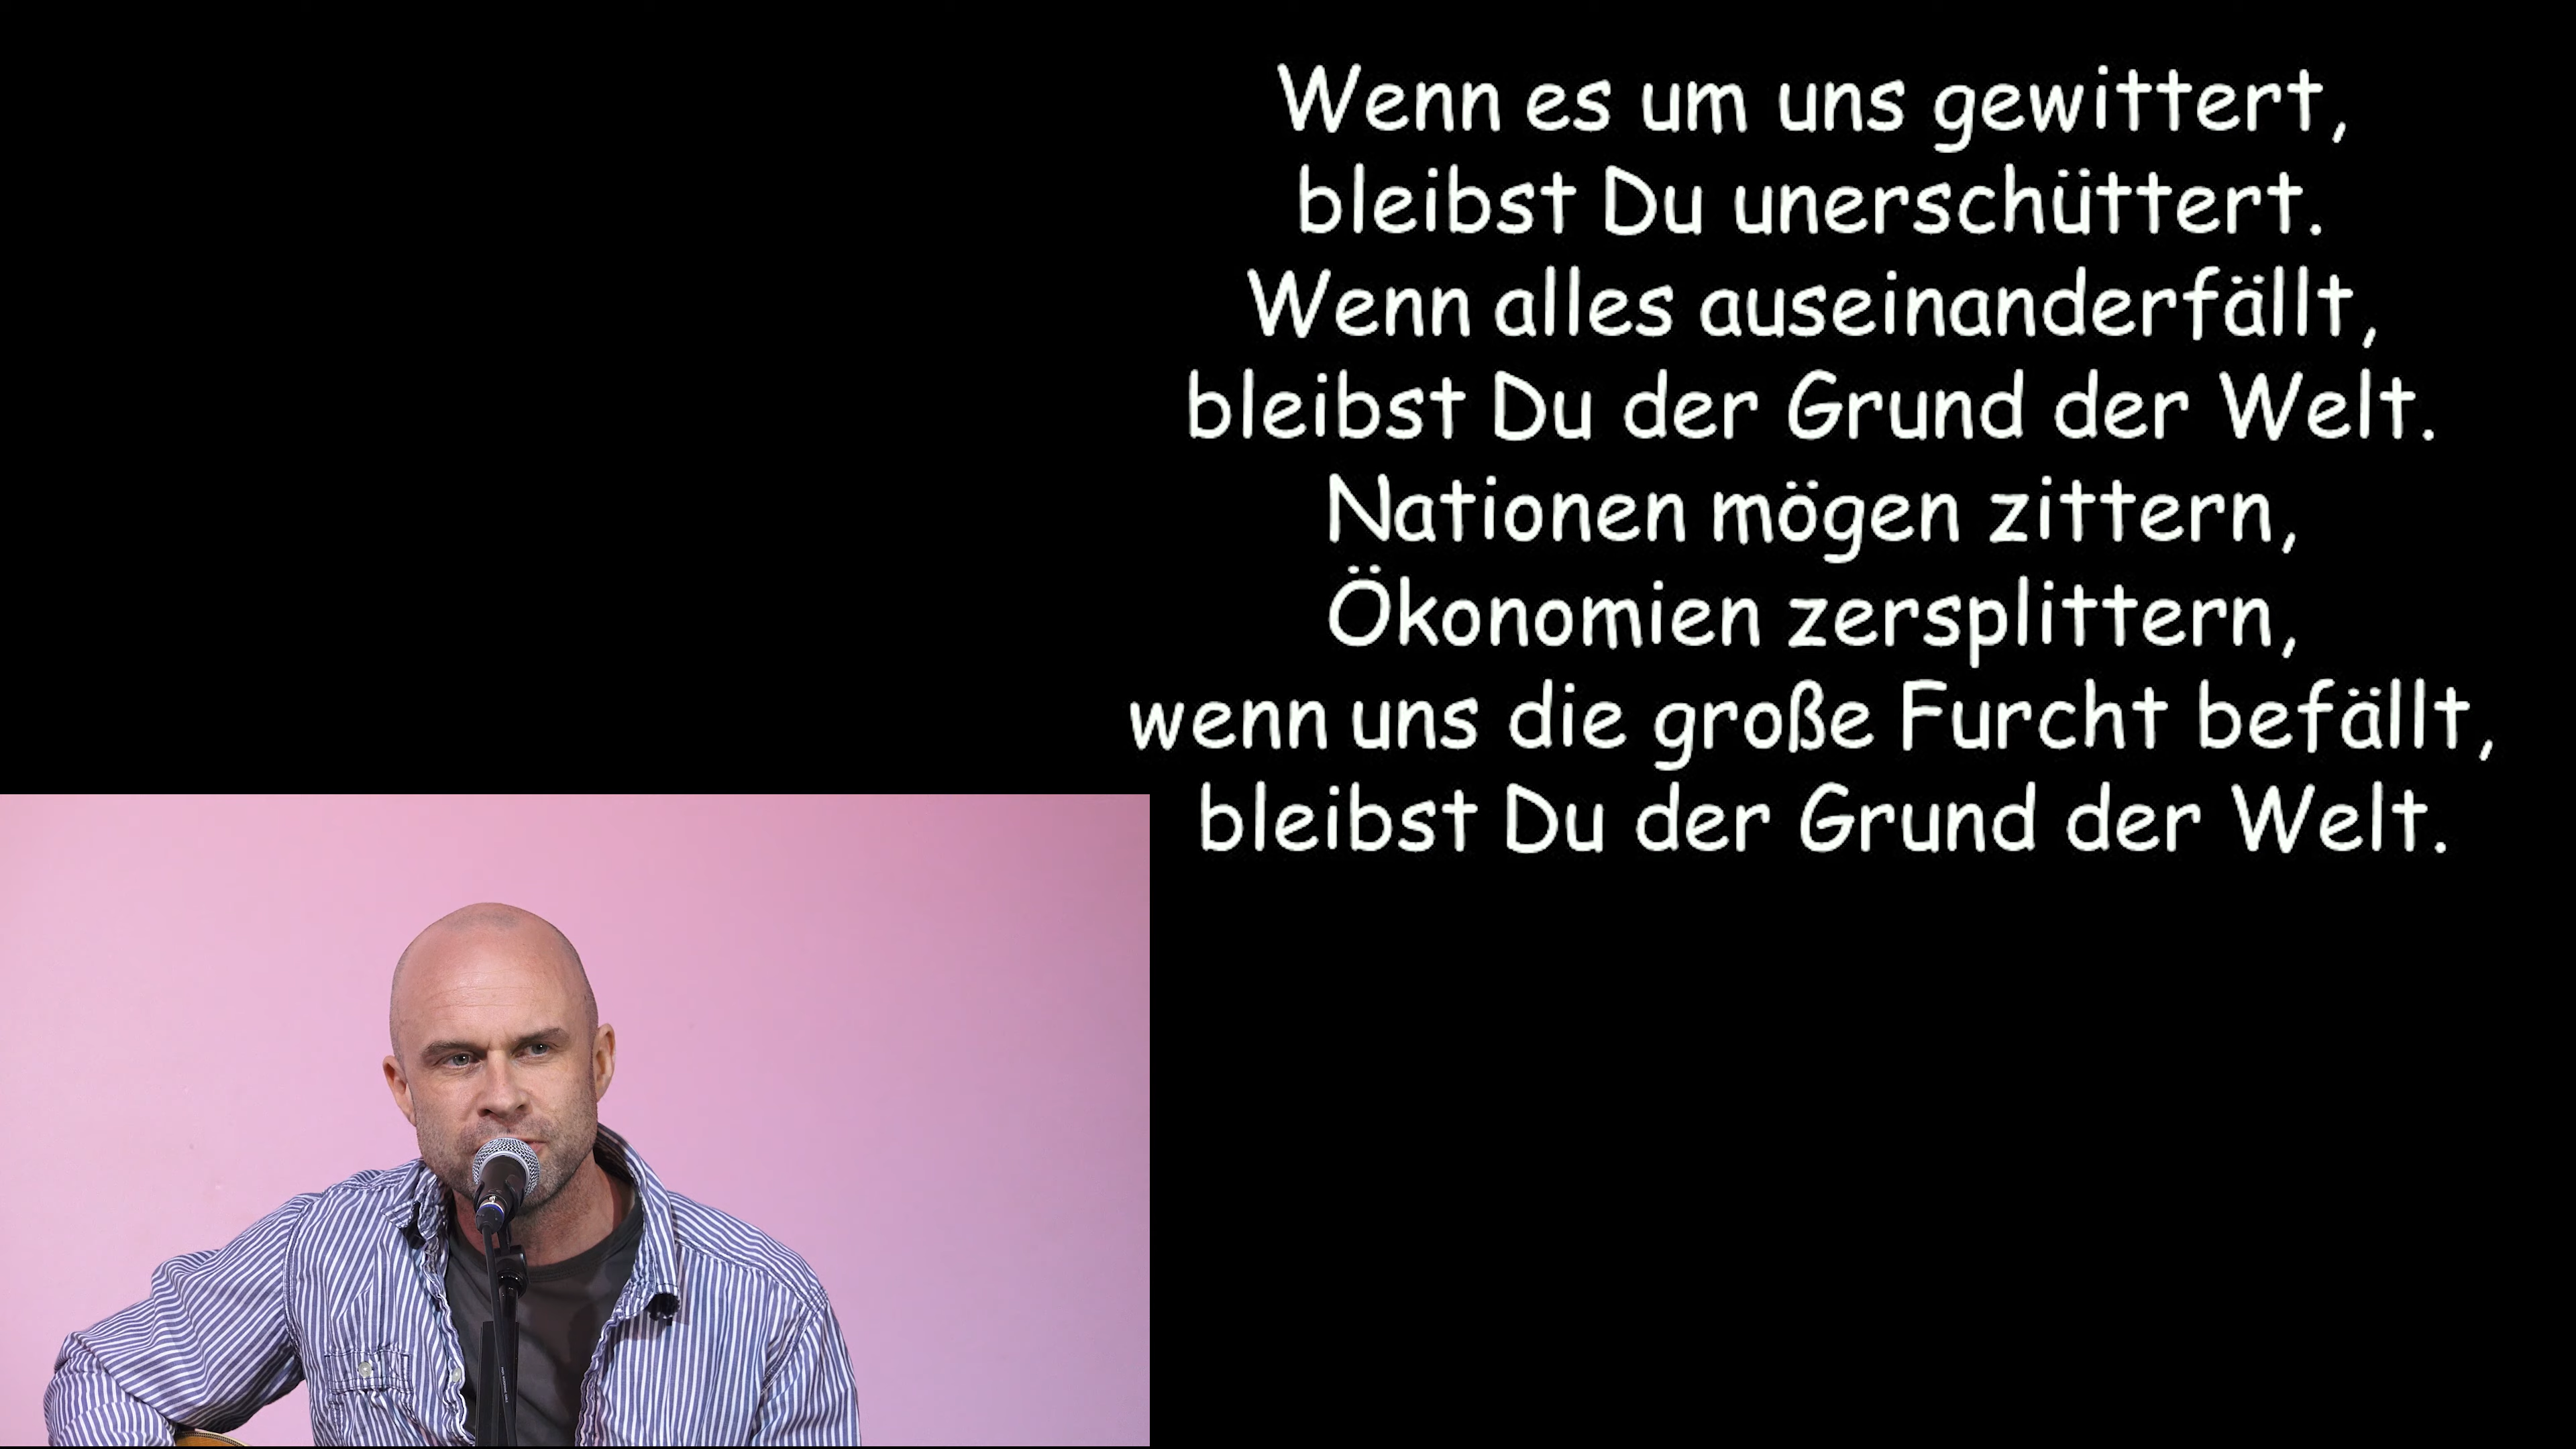 Wenn es um uns gewittert,
bleibst Du unerschüttert.
Wenn alles auseinanderfällt,
bleibst Du der Grund der Welt.
Nationen mögen zittern,
Ökonomien zersplittern,
wenn uns die große Furcht befällt,
bleibst Du der Grund der Welt.